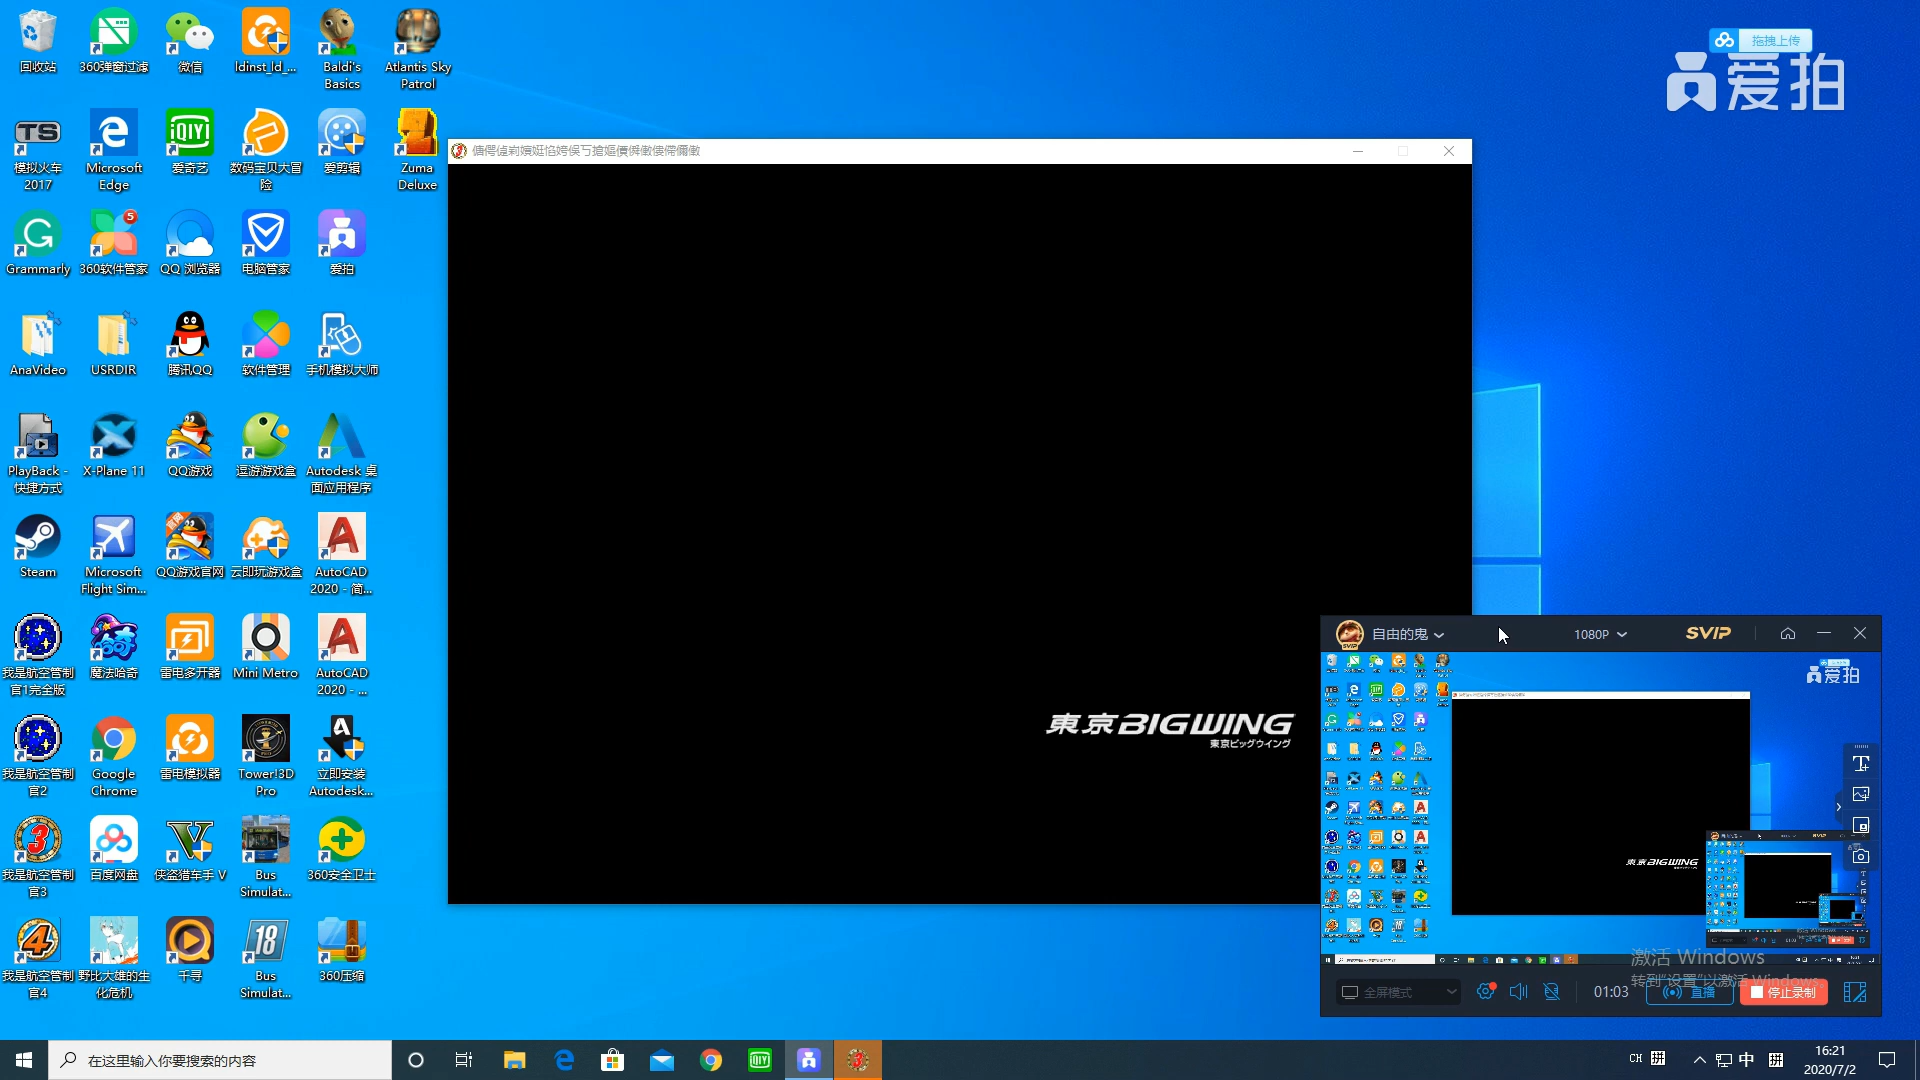 回收站
360弹窗过滤
微信
ldinst_ld_...
Baldi's
Basics
Atlantis Sky
Patrol
模拟火车
2017
Microsoft
Edge
爱奇艺
数码宝贝大冒
险
爱剪辑
Zuma
Deluxe
Grammarly
360软件管家
QQ 浏览器
电脑管家
爱拍
AnaVideo
USRDIR
腾讯QQ
软件管理
手机模拟大师
PlayBack -
快捷方式
X-Plane 11
QQ游戏
逗游游戏盒
Autodesk 桌
面应用程序
Steam
Microsoft
Flight Sim...
QQ游戏官网
云即玩游戏盒
AutoCAD
2020 - 简...
我是航空管制
官1完全版
魔法哈奇
雷电多开器
Mini Metro
AutoCAD
2020 - ...
我是航空管制
官2
Google
Chrome
雷电模拟器
Tower!3D
Pro
立即安装
Autodesk...
我是航空管制
官3
百度网盘
侠盗猎车手 V
Bus
Simulat...
360安全卫士
我是航空管制
官4
野比大雄的生
化危机
千寻
Bus
Simulat...
360压缩
拖拽上传
爱拍
東京BIGWING
東京ビッグウイング
自由的鬼
1080P
SVIP
激活 Windows
转到"设置"以激活 Windows。
全屏模式
01:03
直播
停止录制
在这里输入你要搜索的内容
CH
拼
中
拼
16:21
2020/7/2